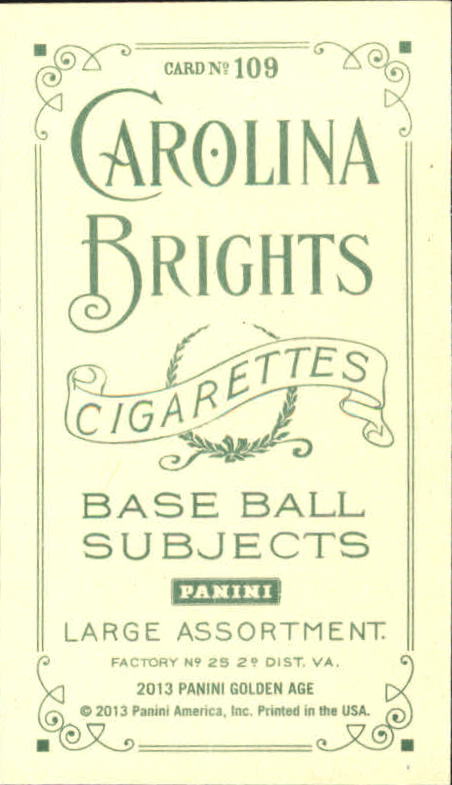 CARD Nº 109
CAROLINA
BRIGHTS
CIGARETTES
BASE BALL
SUBJECTS
PANINI
LARGE ASSORTMENT.
FACTORY Nº 25 2º DIST. VA.
2013 PANINI GOLDEN AGE
© 2013 Panini America, Inc. Printed in the USA.